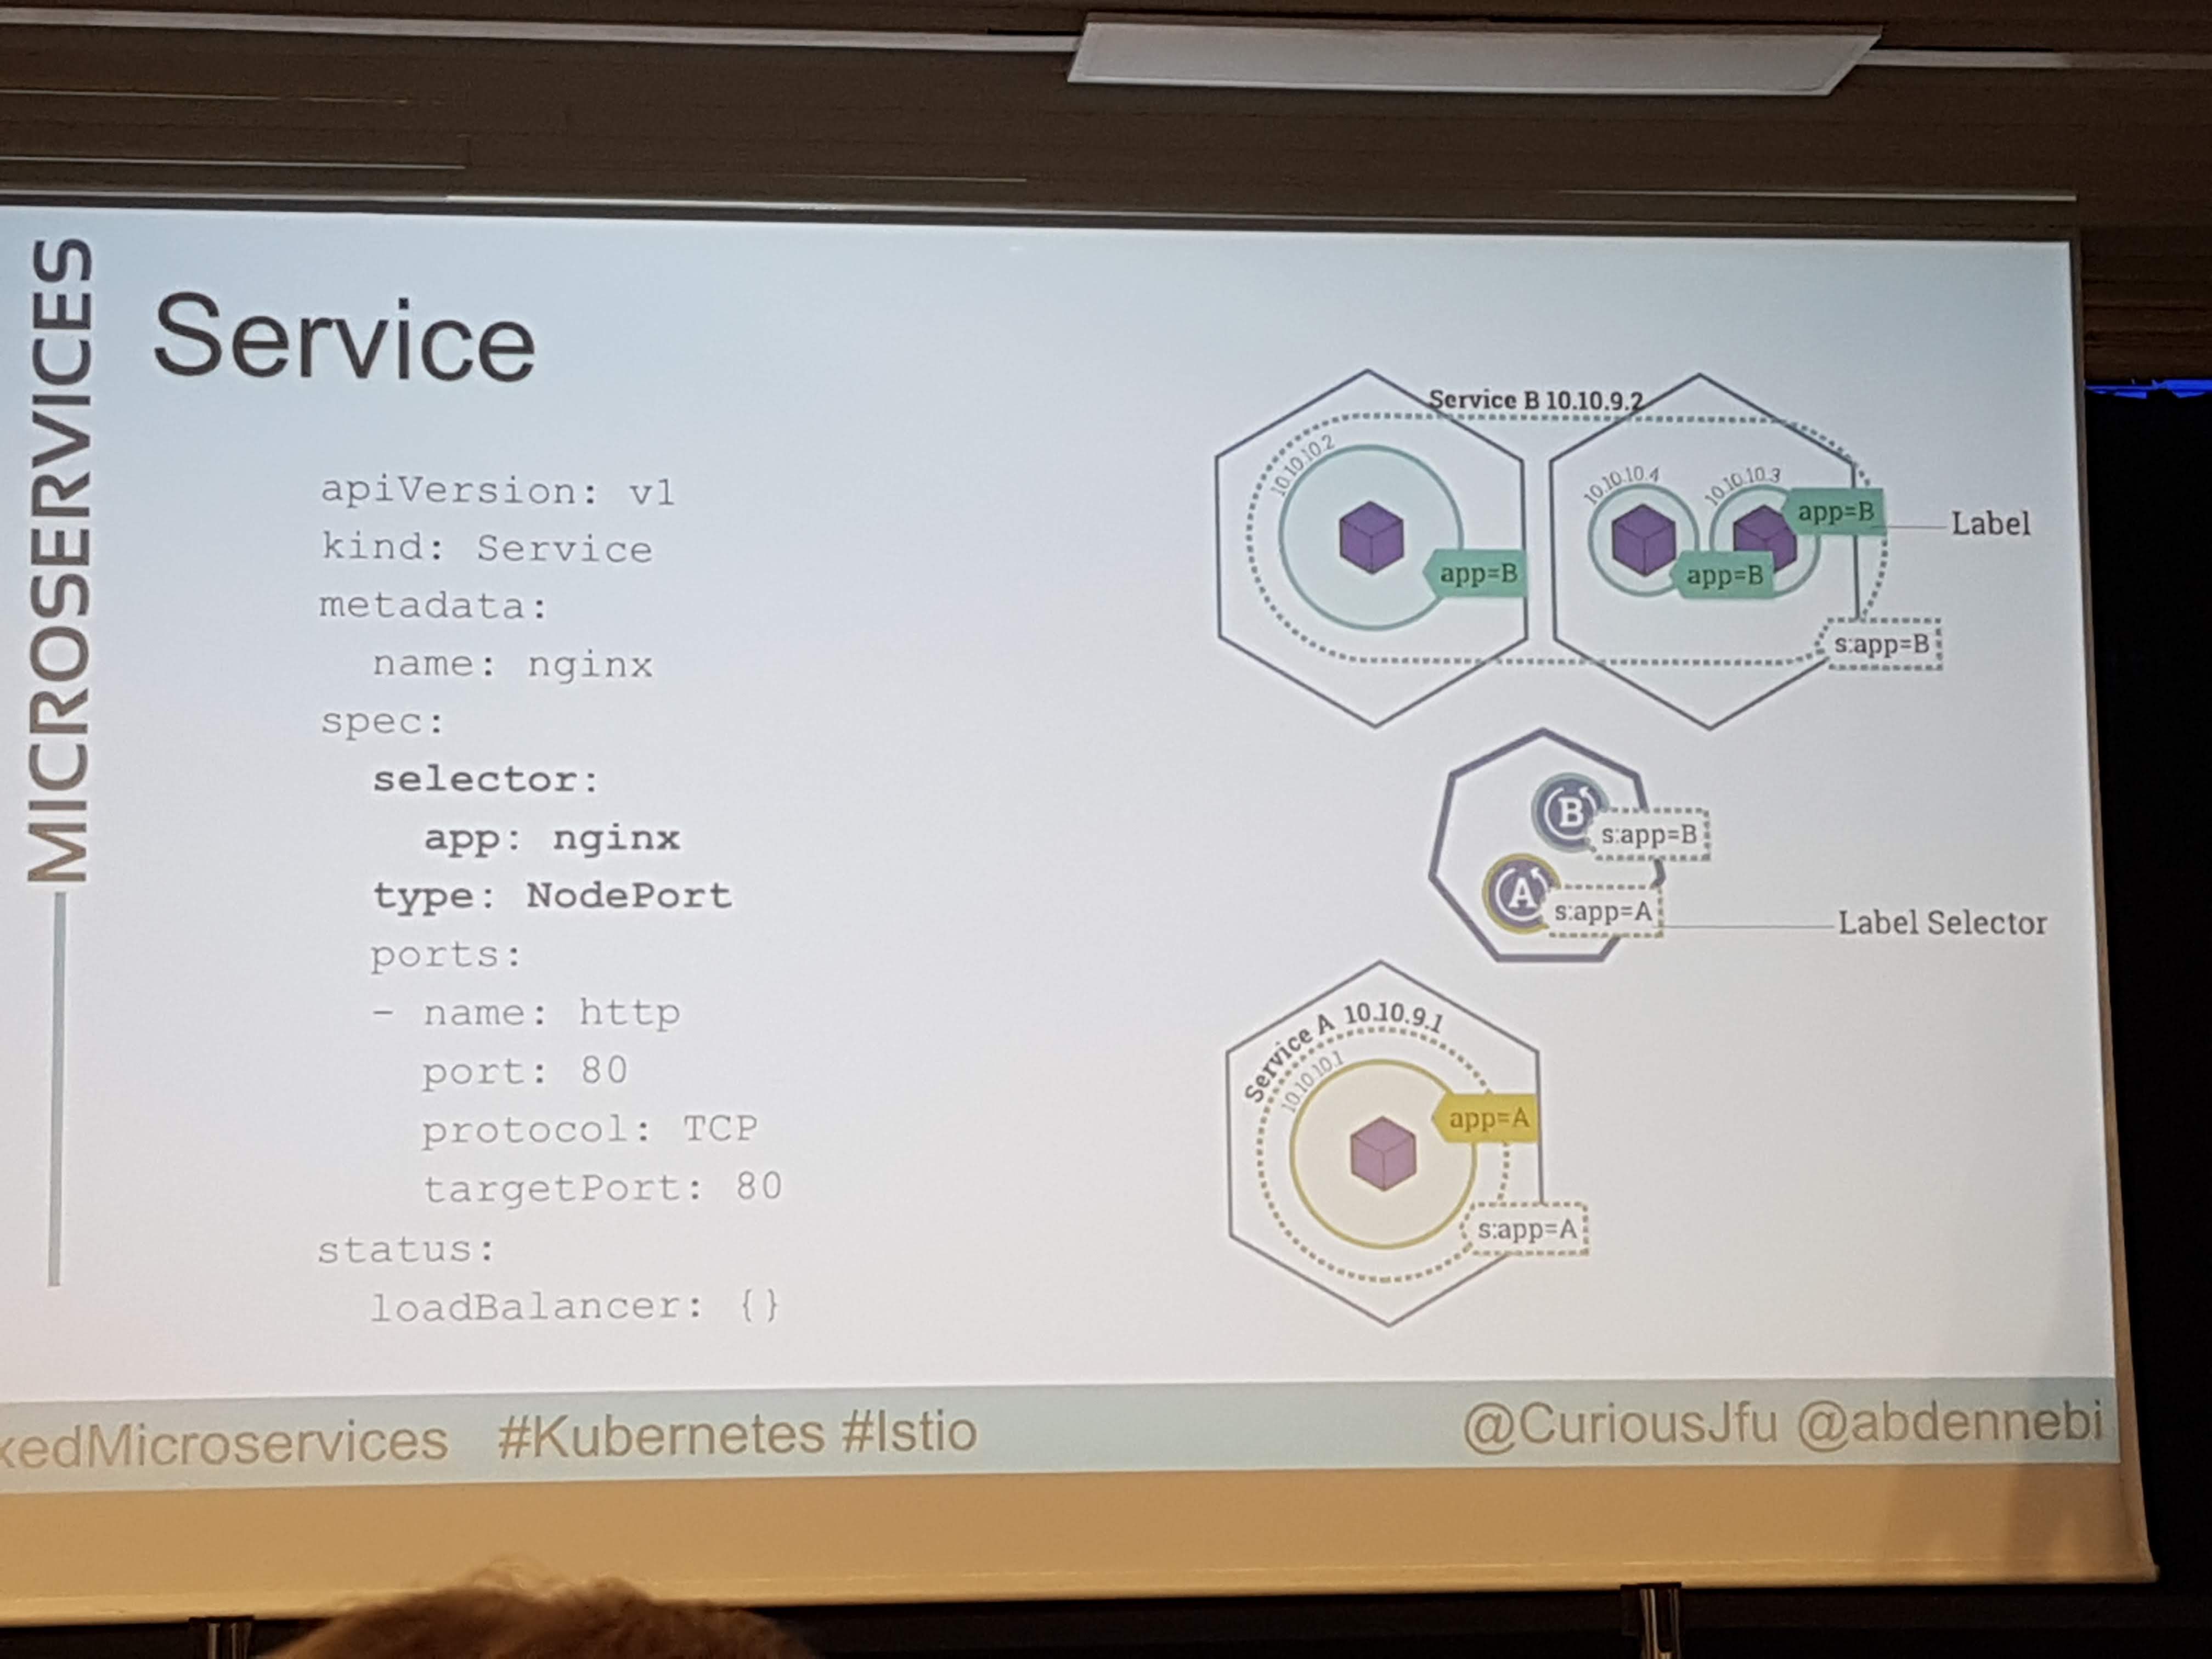 MICROSERVICES
Service
apiVersion: v1
kind: Service
metadata:
  name: nginx
spec:
  selector:
    app: nginx
  type: NodePort
  ports:
  - name: http
    port: 80
    protocol: TCP
    targetPort: 80
status:
  loadBalancer: {}
Service B 10.10.9.2
10.10.10.2
app=B
10.10.10.4
app=B
10.10.10.3
app=B
Label
s:app=B
B
s:app=B
A
s:app=A
Label Selector
Service A 10.10.9.1
10.10.10.1
app=A
s:app=A
kedMicroservices #Kubernetes #Istio
@CuriousJfu @abdennebi